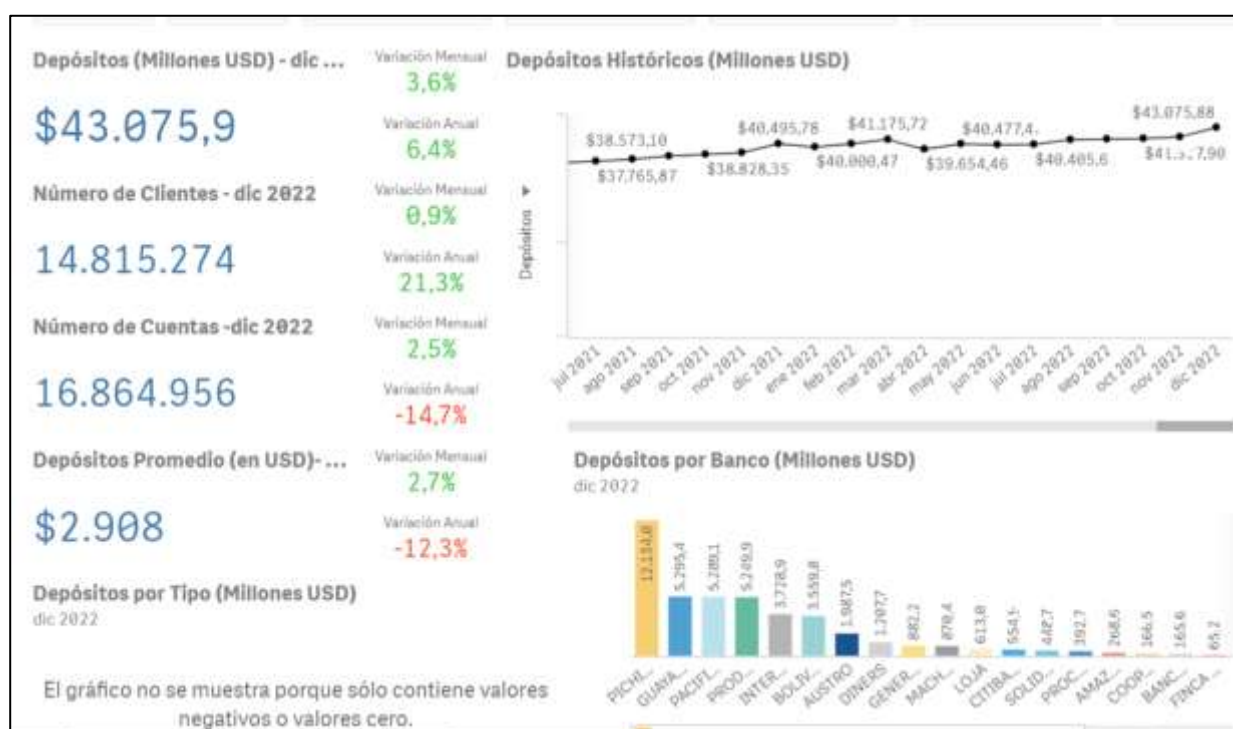 Depósitos (Millones USD) - dic ...
Variación Mensual
3,6%
$43.075,9
Variación Anual
6,4%
Número de Clientes - dic 2022
Variación Mensual
0,9%
14.815.274
Variación Anual
21,3%
Número de Cuentas -dic 2022
Variación Mensual
2,5%
16.864.956
Variación Anual
-14,7%
Depósitos Promedio (en USD)- ...
Variación Mensual
2,7%
$2.908
Variación Anual
-12,3%
Depósitos por Tipo (Millones USD)
dic 2022
El gráfico no se muestra porque sólo contiene valores
negativos o valores cero.
Depósitos Históricos (Millones USD)
Depósitos
$38.573,10
$40.495,78
$41.175,72
$40.477,4.
$43.075,88
$37.765,87
$38.828,35
$40.000,47
$39.654,46
$40.405,6
jul 2021
ago 2021
sep 2021
oct 2021
nov 2021
dic 2021
ene 2022
feb 2022
mar 2022
abr 2022
may 2022
jun 2022
jul 2022
ago 2022
sep 2022
oct 2022
nov 2022
dic 2022
Depósitos por Banco (Millones USD)
dic 2022
5.295,4
5.289,1
5.249,9
3.728,9
3.559,8
1.987,5
1.207,7
882,2
870,4
613,0
442,7
392,7
268,6
166,5
165,6
65,2
PICHI...
GUAYA...
PACIFI...
PROD...
INTER...
BOLIV...
AUSTRO
DINERS
GENER...
MACH...
LOJA
CITIBA...
SOLID...
PROC...
AMAZ...
COOP...
BANC...
FINCA ...